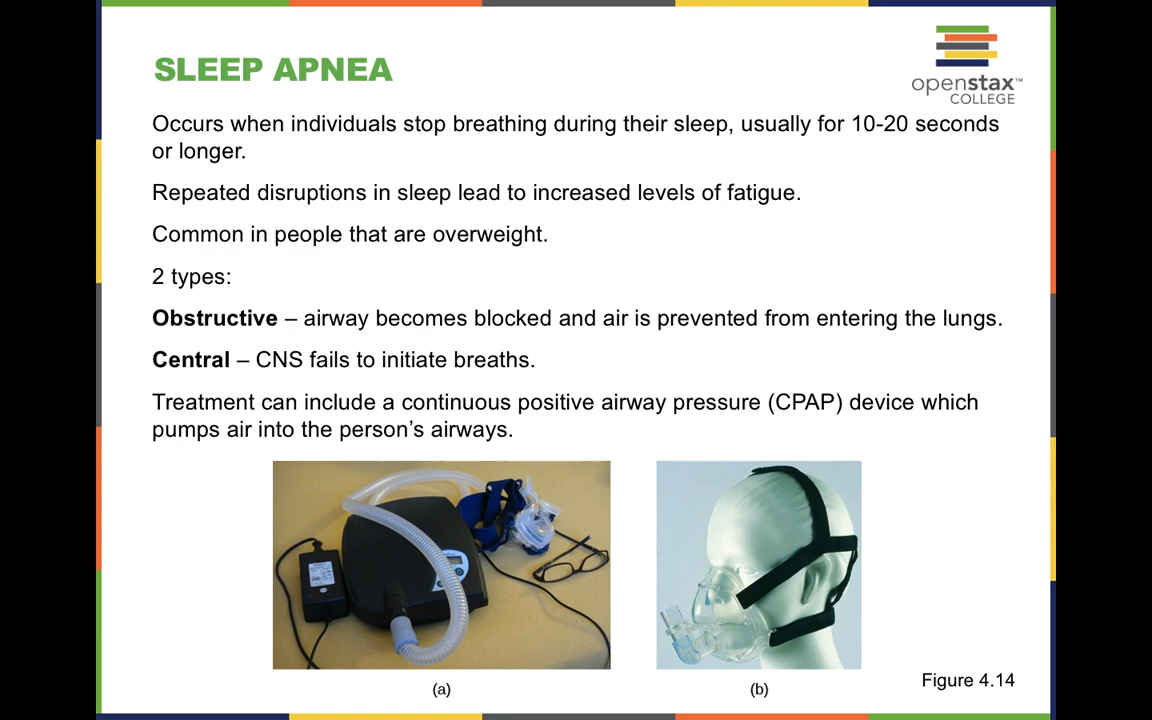 SLEEP APNEA
openstax™
COLLEGE
Occurs when individuals stop breathing during their sleep, usually for 10-20 seconds
or longer.
Repeated disruptions in sleep lead to increased levels of fatigue.
Common in people that are overweight.
2 types:
Obstructive – airway becomes blocked and air is prevented from entering the lungs.
Central – CNS fails to initiate breaths.
Treatment can include a continuous positive airway pressure (CPAP) device which
pumps air into the person’s airways.
(a)
(b)
Figure 4.14